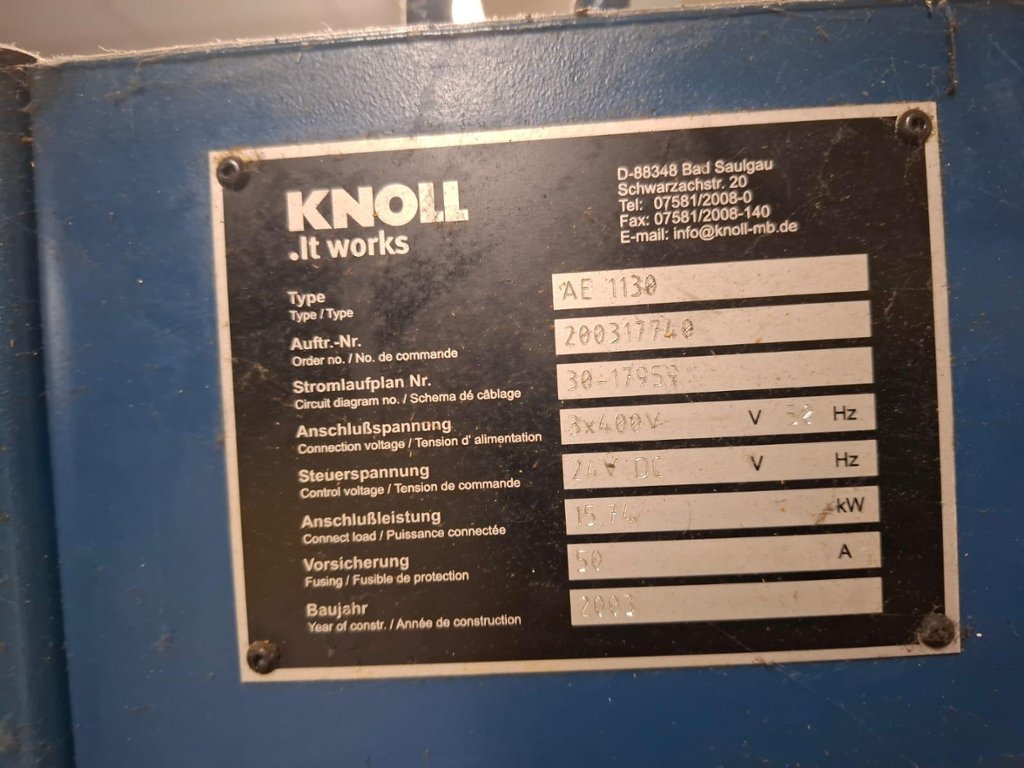 KNOLL
.It works
D-88348 Bad Saulgau
Schwarzachstr. 20
Tel: 07581/2008-0
Fax: 07581/2008-140
E-mail: info@knoll-mb.de
Type AE 1130
Type / Type
Auftr.-Nr. 200317740
Order no. / No. de commande
Stromlaufplan Nr. 30-17959
Circuit diagram no. / Schema dé câblage
Anschlußspannung 3x400V V Hz
Connection voltage / Tension d' alimentation
Steuerspannung 24V DC V Hz
Control voltage / Tension de commande
Anschlußleistung 15.74 kW
Connect load / Puissance connectée
Vorsicherung 50 A
Fusing / Fusible de protection
Baujahr 2003
Year of constr. / Année de construction